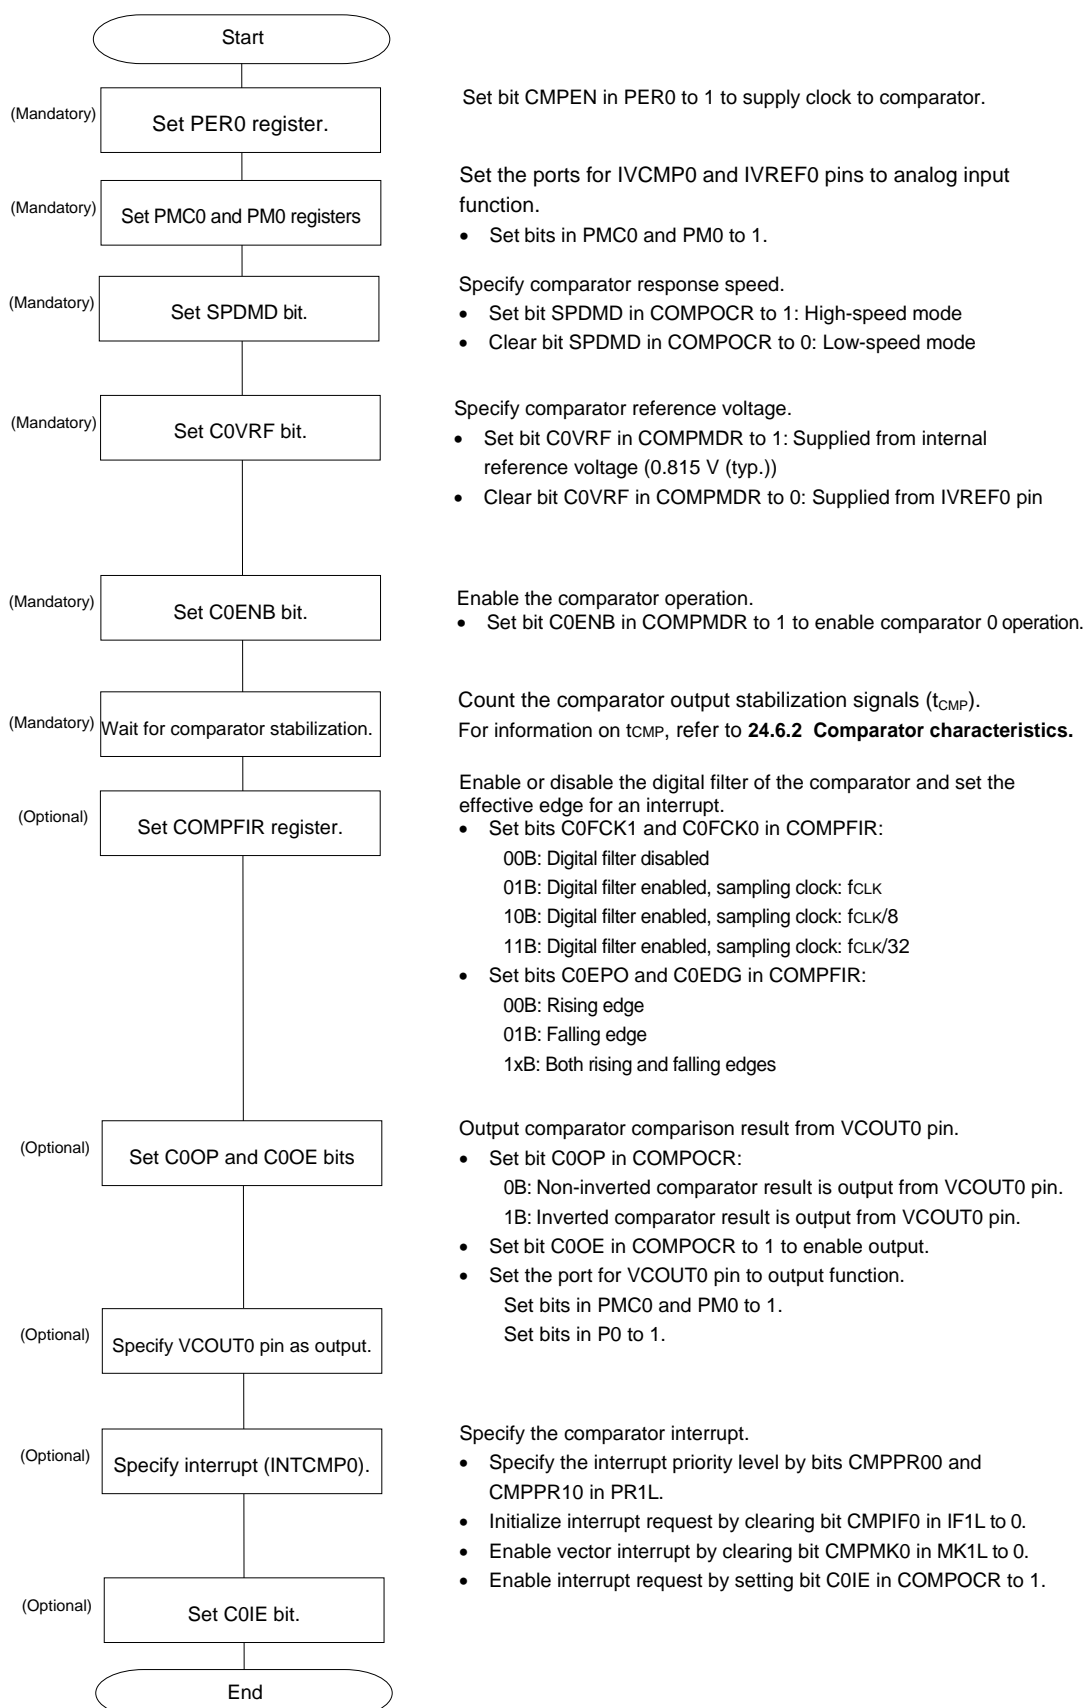 Start
(Mandatory)
Set PER0 register.
Set bit CMPEN in PER0 to 1 to supply clock to comparator.
(Mandatory)
Set PMC0 and PM0 registers
Set the ports for IVCMP0 and IVREF0 pins to analog input
function.
• Set bits in PMC0 and PM0 to 1.
(Mandatory)
Set SPDMD bit.
Specify comparator response speed.
• Set bit SPDMD in COMPOCR to 1: High-speed mode
• Clear bit SPDMD in COMPOCR to 0: Low-speed mode
(Mandatory)
Set C0VRF bit.
Specify comparator reference voltage.
• Set bit C0VRF in COMPMDR to 1: Supplied from internal
reference voltage (0.815 V (typ.))
• Clear bit C0VRF in COMPMDR to 0: Supplied from IVREF0 pin
(Mandatory)
Set C0ENB bit.
Enable the comparator operation.
• Set bit C0ENB in COMPMDR to 1 to enable comparator 0 operation.
(Mandatory)
Wait for comparator stabilization.
Count the comparator output stabilization signals (tCMP).
For information on tCMP, refer to 24.6.2 Comparator characteristics.
(Optional)
Set COMPFIR register.
Enable or disable the digital filter of the comparator and set the
effective edge for an interrupt.
• Set bits C0FCK1 and C0FCK0 in COMPFIR:
00B: Digital filter disabled
01B: Digital filter enabled, sampling clock: fCLK
10B: Digital filter enabled, sampling clock: fCLK/8
11B: Digital filter enabled, sampling clock: fCLK/32
• Set bits C0EPO and C0EDG in COMPFIR:
00B: Rising edge
01B: Falling edge
1xB: Both rising and falling edges
(Optional)
Set C0OP and C0OE bits
Output comparator comparison result from VCOUT0 pin.
• Set bit C0OP in COMPOCR:
0B: Non-inverted comparator result is output from VCOUT0 pin.
1B: Inverted comparator result is output from VCOUT0 pin.
• Set bit C0OE in COMPOCR to 1 to enable output.
• Set the port for VCOUT0 pin to output function.
Set bits in PMC0 and PM0 to 1.
Set bits in P0 to 1.
(Optional)
Specify VCOUT0 pin as output.
(Optional)
Specify interrupt (INTCMP0).
Specify the comparator interrupt.
• Specify the interrupt priority level by bits CMPPR00 and
CMPPR10 in PR1L.
• Initialize interrupt request by clearing bit CMPIF0 in IF1L to 0.
• Enable vector interrupt by clearing bit CMPMK0 in MK1L to 0.
• Enable interrupt request by setting bit C0IE in COMPOCR to 1.
(Optional)
Set C0IE bit.
End